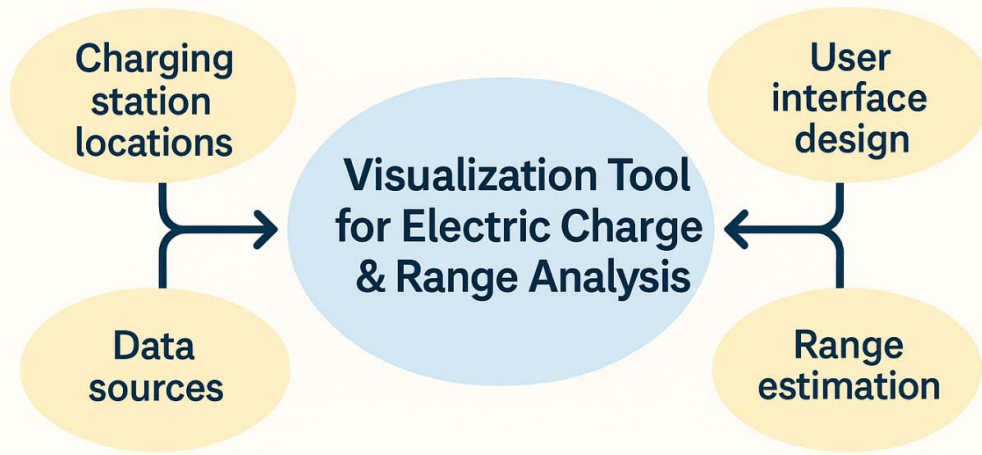 Charging
station
locations
User
interface
design
Visualization Tool
for Electric Charge
& Range Analysis
Data
sources
Range
estimation